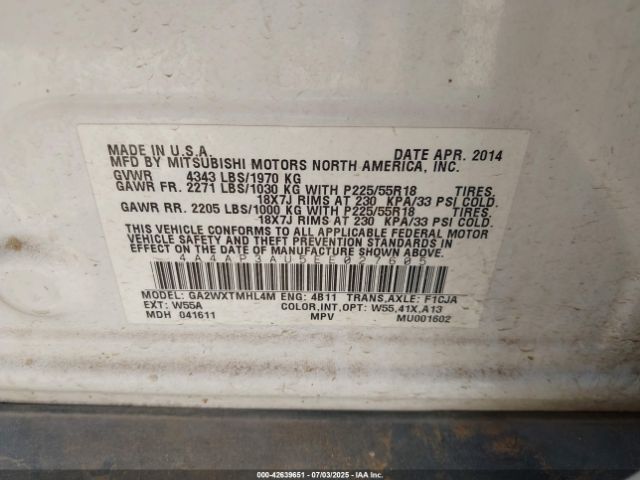 MADE IN U.S.A. DATE APR. 2014
MFD BY MITSUBISHI MOTORS NORTH AMERICA, INC.
GVWR 4343 LBS/1970 KG
GAWR FR. 2271 LBS/1030 KG WITH P225/55R18 TIRES,
18X7J RIMS AT 230 KPA/33 PSI COLD.
GAWR RR. 2205 LBS/1000 KG WITH P225/55R18 TIRES,
18X7J RIMS AT 230 KPA/33 PSI COLD.
THIS VEHICLE CONFORMS TO ALL APPLICABLE FEDERAL MOTOR
VEHICLE SAFETY AND THEFT PREVENTION STANDARDS IN
EFFECT ON THE DATE OF MANUFACTURE SHOWN ABOVE.
4A4AP3AU5EE027605
MODEL: GA2WXTMHL4M ENG: 4B11 TRANS,AXLE: F1CJA
EXT: W55A COLOR,INT,OPT: W55,41X,A13
MDH 041611 MPV MU001602
000-42639651 - 07/03/2025 - IAAI.com